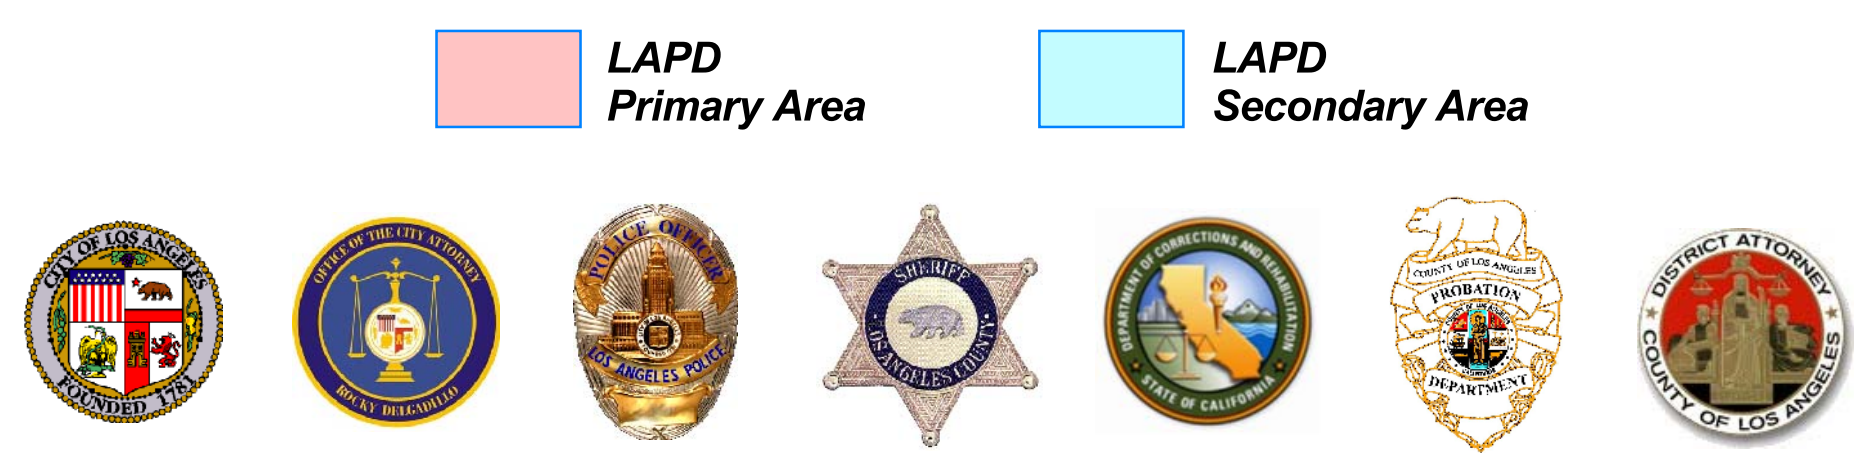 LAPD
Primary Area
LAPD
Secondary Area
CITY OF LOS ANGELES
FOUNDED 1781
OFFICE OF THE CITY ATTORNEY
ROCKY DELGADILLO
POLICE OFFICER
LOS ANGELES POLICE
SHERIFF
LOS ANGELES COUNTY
DEPARTMENT OF CORRECTIONS AND REHABILITATION
STATE OF CALIFORNIA
COUNTY OF LOS ANGELES
PROBATION
DEPARTMENT
DISTRICT ATTORNEY
COUNTY OF LOS ANGELES